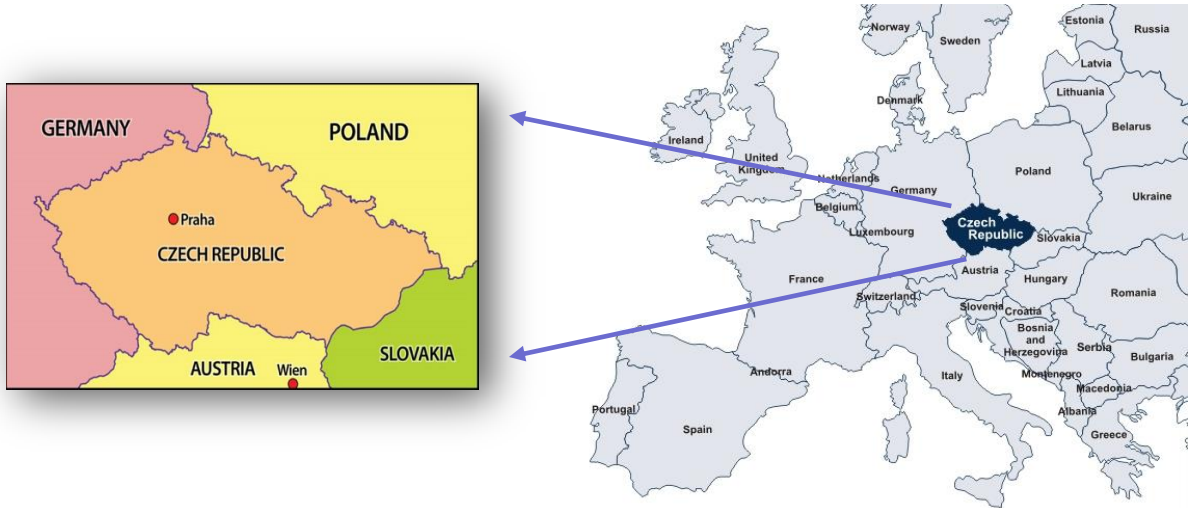 GERMANY
POLAND
Praha
CZECH REPUBLIC
AUSTRIA
Wien
SLOVAKIA
Norway
Sweden
Estonia
Russia
Latvia
Lithuania
Denmark
Belarus
Ireland
United
Kingdom
Netherlands
Germany
Poland
Ukraine
Belgium
Luxembourg
Czech
Republic
Slovakia
France
Austria
Hungary
Switzerland
Romania
Slovenia
Croatia
Bosnia
and
Herzegovina
Serbia
Bulgaria
Andorra
Italy
Montenegro
Macedonia
Portugal
Spain
Albania
Greece